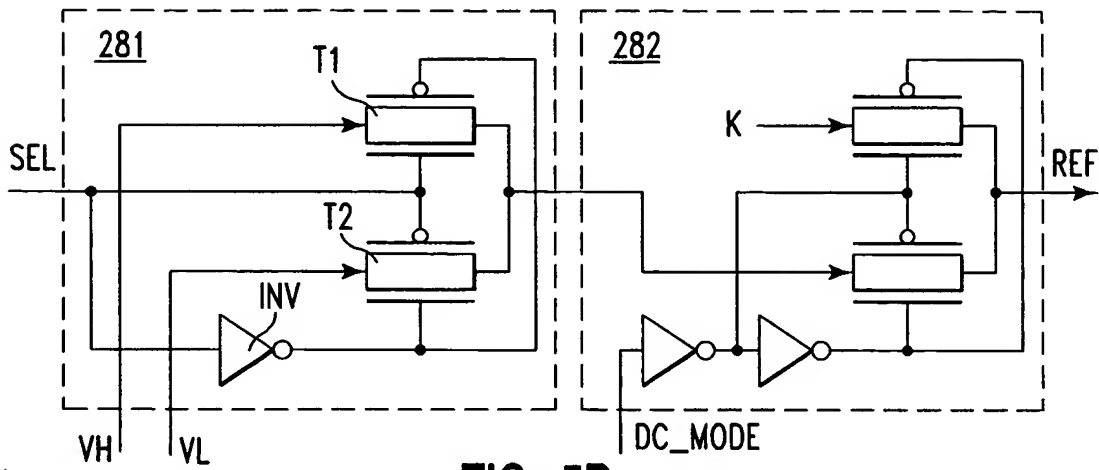 281
282
T1
K
SEL
REF
T2
INV
VH
VL
DC_MODE